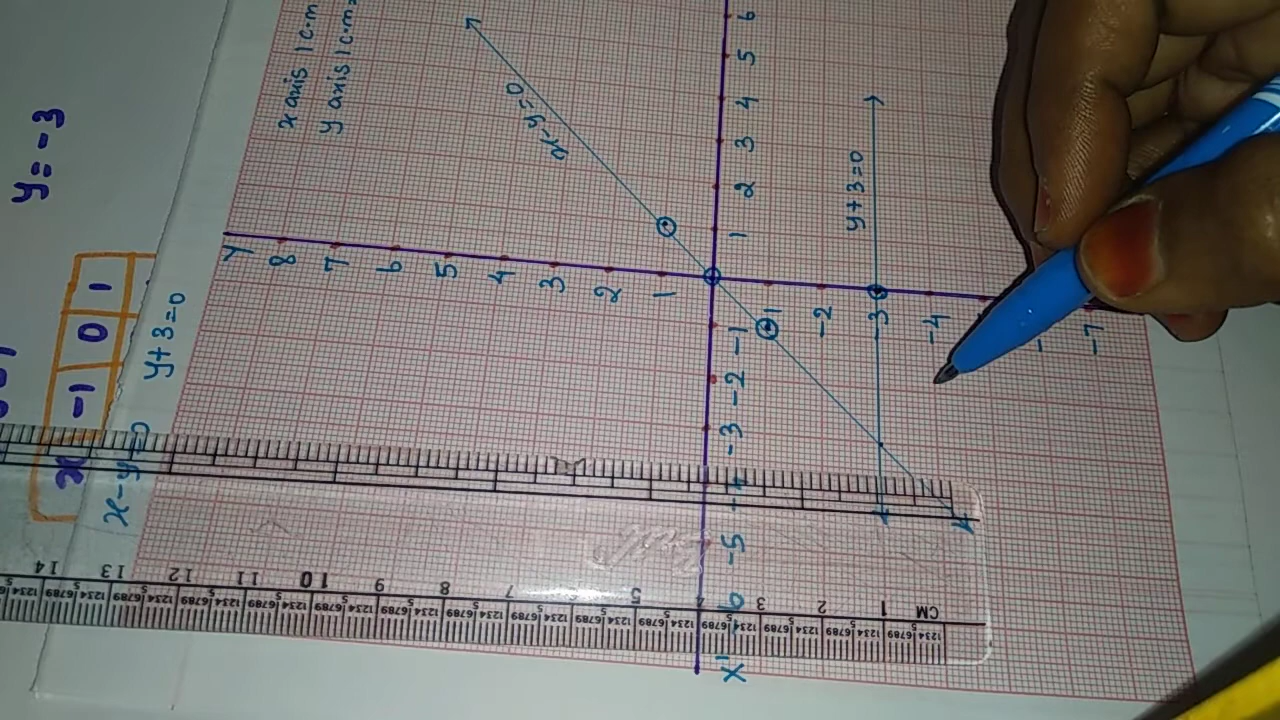 x axis 1 c.m
y axis 1 c.m
y = -3
x -1 0 1
x-y=0
y+3=0
x-y=0
y+3=0
Y
8
7
6
5
4
3
2
1
-1
-2
-3
-4
-7
X' 6 -5 -3 -2 -1 1 2 3 4 5 6
14 13 12 11 10 9 8 7 5 4 3 2 1 CM